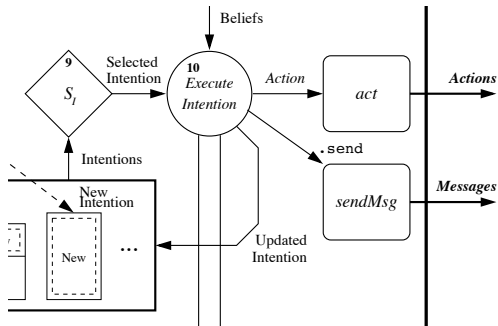 Beliefs
9
Selected
Intention
10
Execute
Intention
Action
act
Actions
S_I
.send
Intentions
New
Intention
sendMsg
Messages
New
...
Updated
Intention